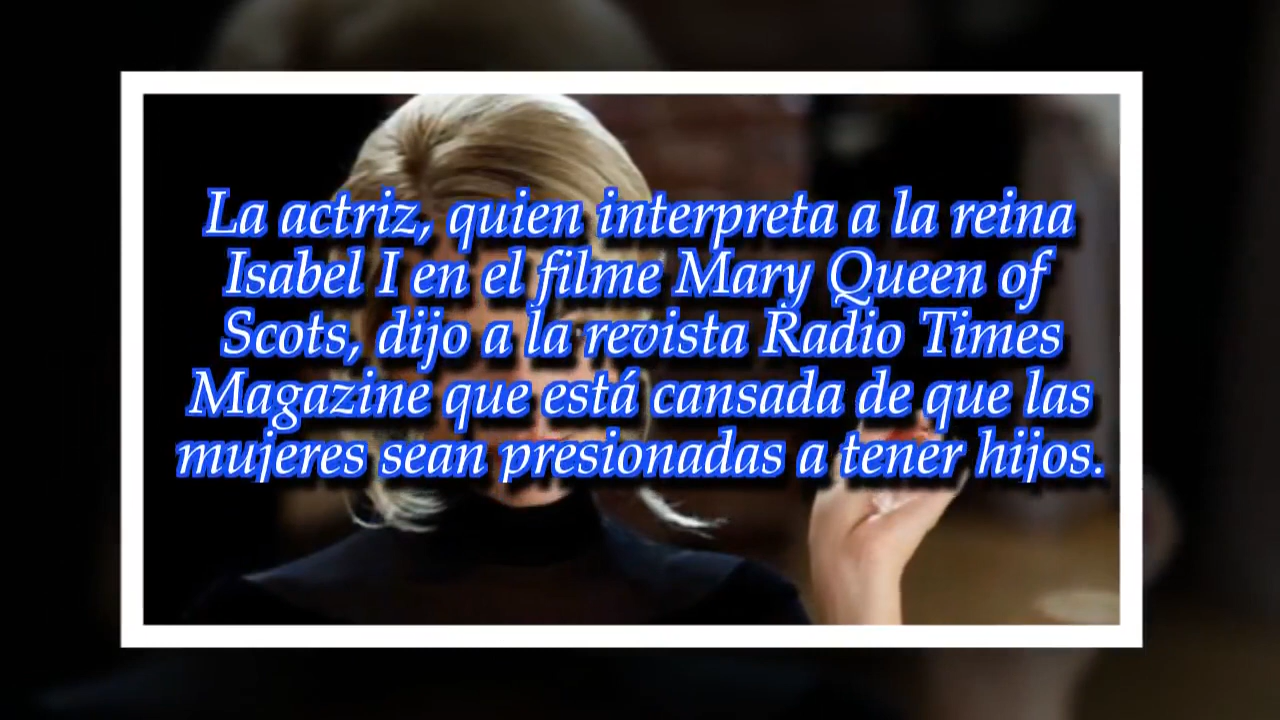 La actriz, quien interpreta a la reina
Isabel I en el filme Mary Queen of
Scots, dijo a la revista Radio Times
Magazine que está cansada de que las
mujeres sean presionadas a tener hijos.